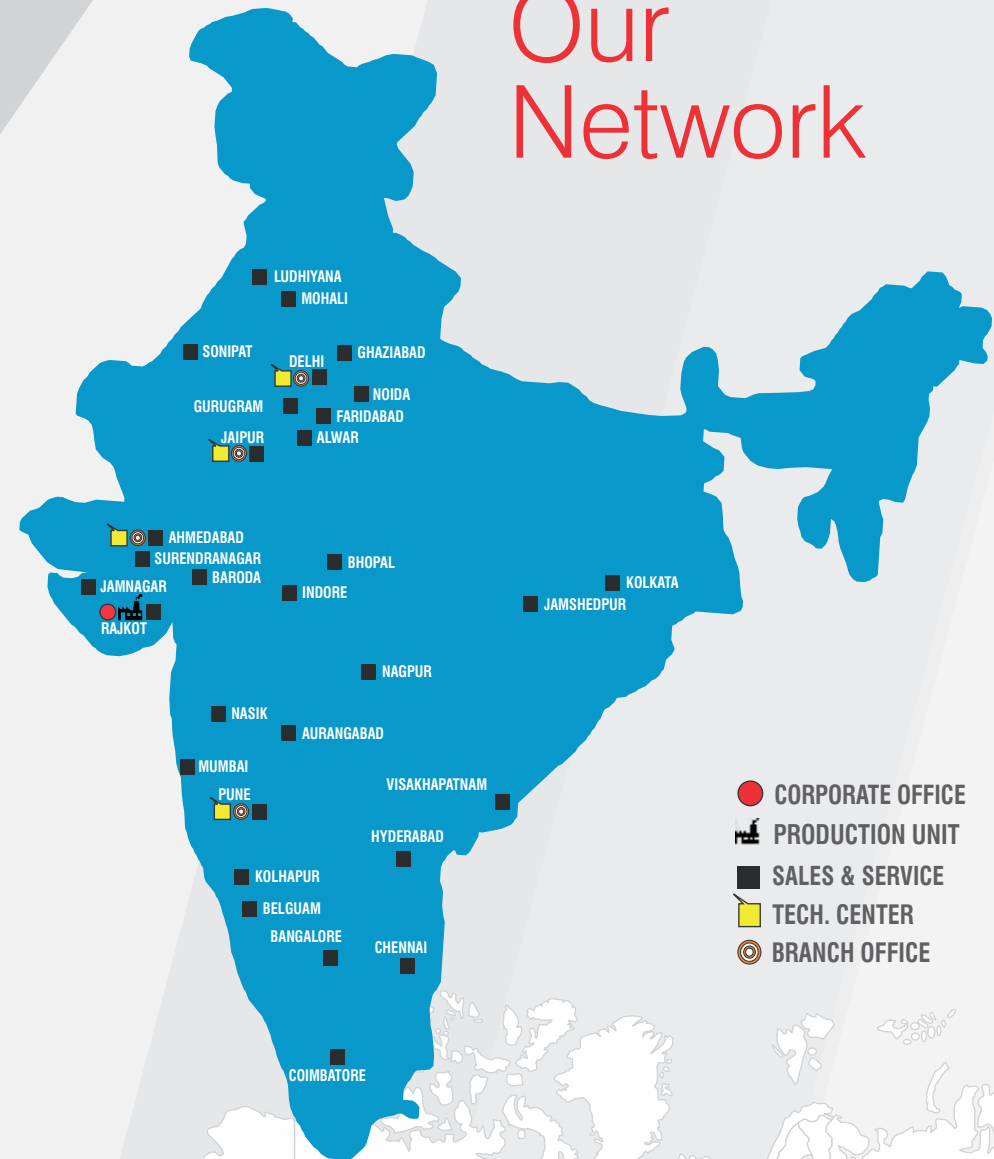 Our
Network
LUDHIYANA
MOHALI
SONIPAT
GHAZIABAD
DELHI
NOIDA
GURUGRAM
FARIDABAD
JAIPUR
ALWAR
AHMEDABAD
SURENDRANAGAR
BHOPAL
BARODA
JAMNAGAR
INDORE
KOLKATA
JAMSHEDPUR
RAJKOT
NAGPUR
NASIK
AURANGABAD
MUMBAI
PUNE
VISAKHAPATNAM
HYDERABAD
KOLHAPUR
BELGUAM
BANGALORE
CHENNAI
COIMBATORE
CORPORATE OFFICE
PRODUCTION UNIT
SALES & SERVICE
TECH. CENTER
BRANCH OFFICE